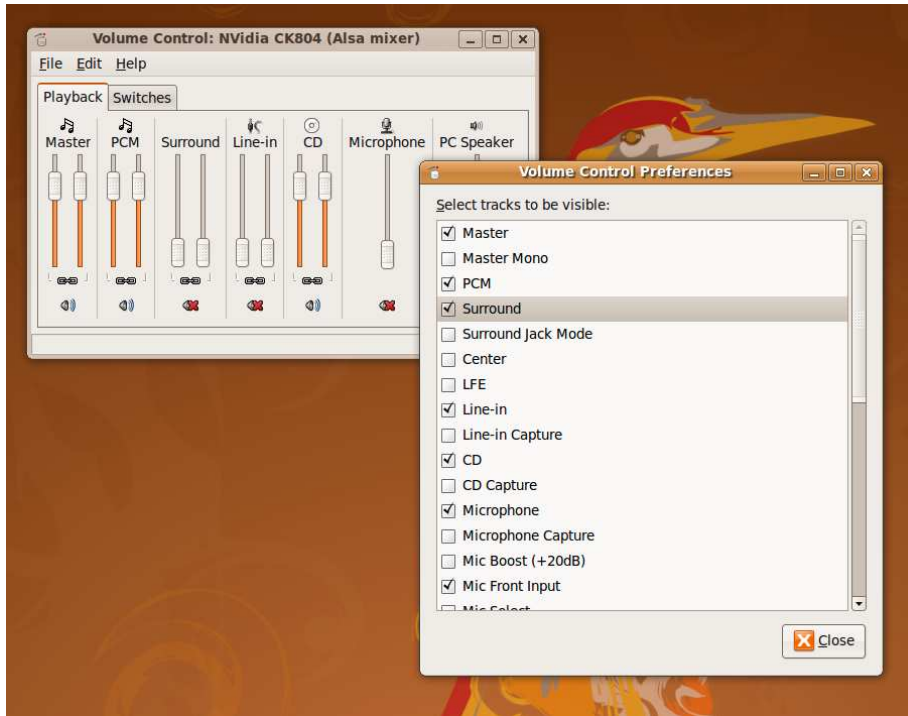 Volume Control: NVidia CK804 (Alsa mixer)
File Edit Help
Playback Switches
Master PCM Surround Line-in CD Microphone PC Speaker
Volume Control Preferences
Select tracks to be visible:
Master
Master Mono
PCM
Surround
Surround Jack Mode
Center
LFE
Line-in
Line-in Capture
CD
CD Capture
Microphone
Microphone Capture
Mic Boost (+20dB)
Mic Front Input
Mic Select
Close